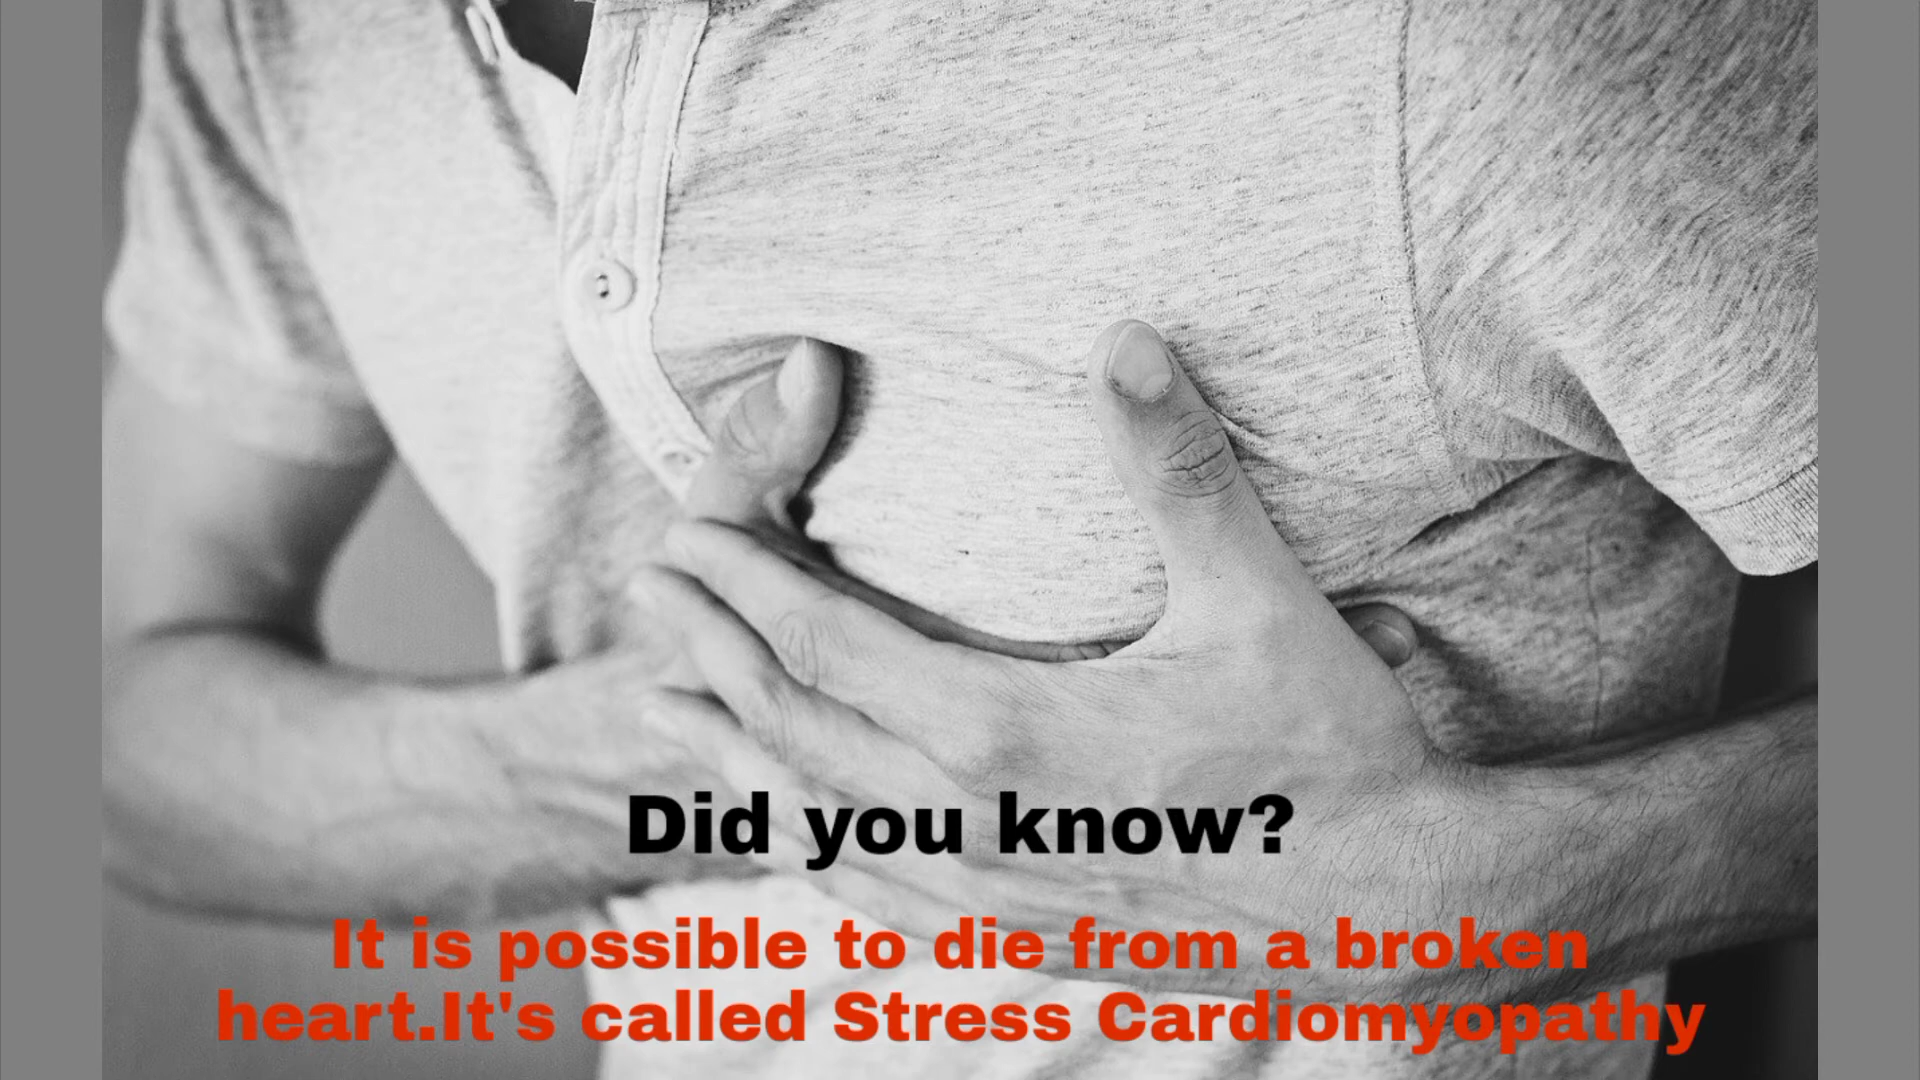 Did you know?
It is possible to die from a broken
heart.It's called Stress Cardiomyopathy